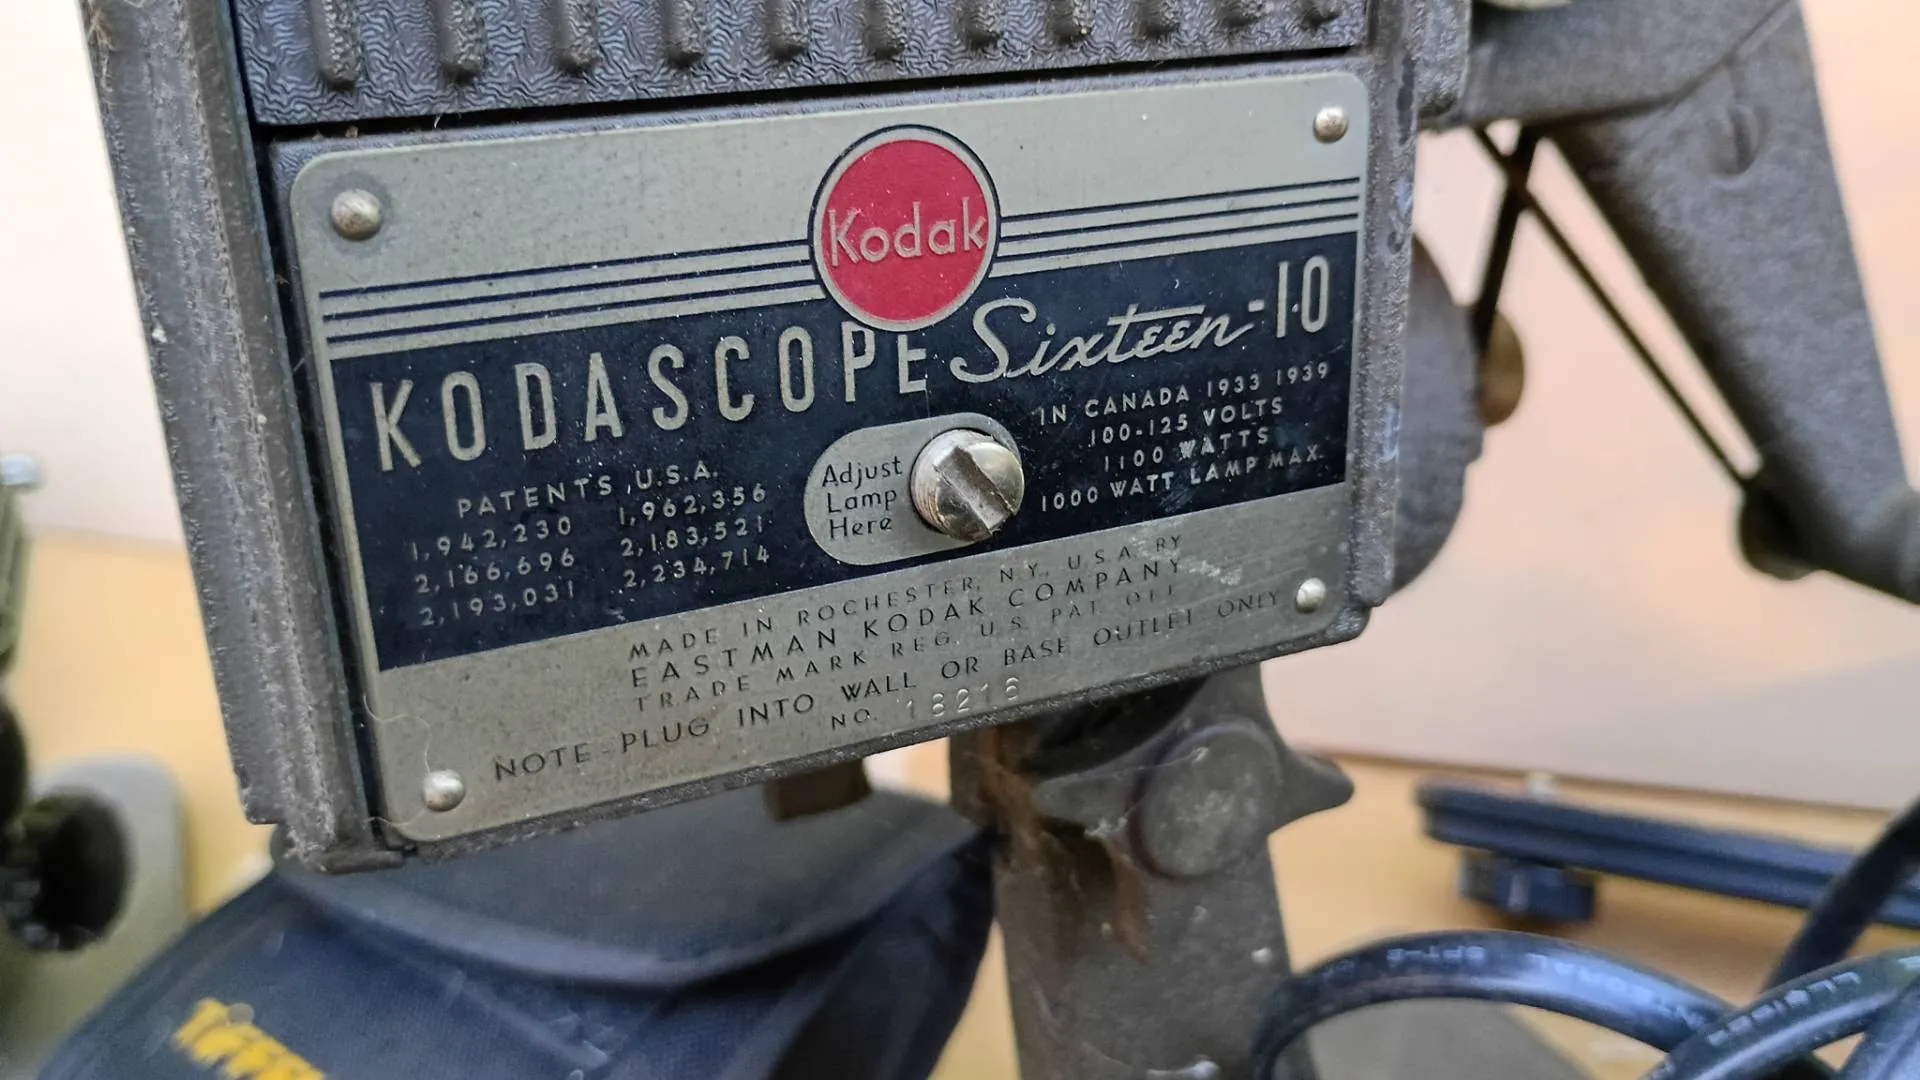 Kodak
KODASCOPE Sixteen-10
PATENTS U.S.A.
1,942,230 1,962,356
2,166,696 2,183,521
2,193,031 2,234,714
Adjust
Lamp
Here
IN CANADA 1933 1939
100-125 VOLTS
1100 WATTS
1000 WATT LAMP MAX.
MADE IN ROCHESTER, N.Y., U.S.A. BY
EASTMAN KODAK COMPANY
TRADE MARK REG. U.S. PAT. OFF.
NOTE-PLUG INTO WALL OR BASE OUTLET ONLY
NO. 18216
SPT-2